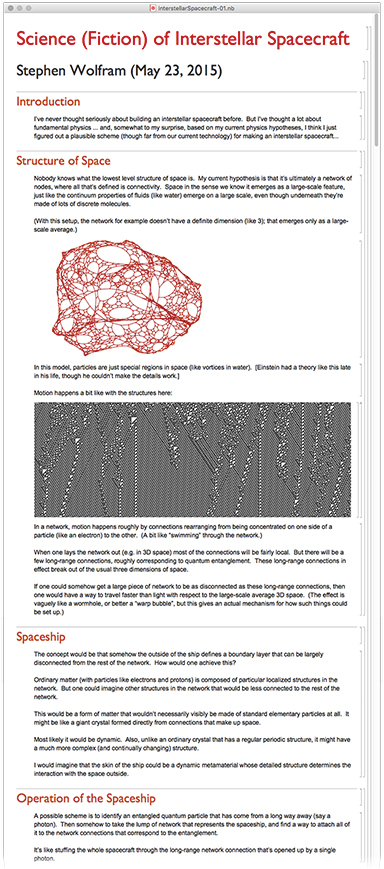 InterstellarSpacecraft-01.nb
Science (Fiction) of Interstellar Spacecraft
Stephen Wolfram (May 23, 2015)
Introduction
I've never thought seriously about building an interstellar spacecraft before.  But I've thought a lot about
fundamental physics ... and, somewhat to my surprise, based on my current physics hypotheses, I think I just
figured out a plausible scheme (though far from our current technology) for making an interstellar spacecraft...
Structure of Space
Nobody knows what the lowest level structure of space is.  My current hypothesis is that it's ultimately a network of
nodes, where all that's defined is connectivity.  Space in the sense we know it emerges as a large-scale feature,
just like the continuum properties of fluids (like water) emerge on a large scale, even though underneath they're
made of lots of discrete molecules.
(With this setup, the network for example doesn't have a definite dimension (like 3); that emerges only as a large-
scale average.)
In this model, particles are just special regions in space (like vortices in water).  [Einstein had a theory like this late
in his life, though he couldn't make the details work.]
Motion happens a bit like with the structures here:
In a network, motion happens roughly by connections rearranging from being concentrated on one side of a
particle (like an electron) to the other.  (A bit like "swimming" through the network.)
When one lays the network out (e.g. in 3D space) most of the connections will be fairly local.  But there will be a
few long-range connections, roughly corresponding to quantum entanglement.  These long-range connections in
effect break out of the usual three dimensions of space.
If one could somehow get a large piece of network to be as disconnected as these long-range connections, then
one would have a way to travel faster than light with respect to the large-scale average 3D space.  (The effect is
vaguely like a wormhole, or better a "warp bubble", but this gives an actual mechanism for how such things could
be set up.)
Spaceship
The concept would be that somehow the outside of the ship defines a boundary layer that can be largely
disconnected from the rest of the network.  How would one achieve this?
Ordinary matter (with particles like electrons and protons) is composed of particular localized structures in the
network.  But one could imagine other structures in the network that would be less connected to the rest of the
network.
This would be a form of matter that wouldn't necessarily visibly be made of standard elementary particles at all.  It
might be like a giant crystal formed directly from connections that make up space.
Most likely it would be dynamic.  Also, unlike an ordinary crystal that has a regular periodic structure, it might have
a much more complex (and continually changing) structure.
I would imagine that the skin of the ship could be a dynamic metamaterial whose detailed structure determines the
interaction with the space outside.
Operation of the Spaceship
A possible scheme is to identify an entangled quantum particle that has come from a long way away (say a
photon).  Then somehow to take the lump of network that represents the spaceship, and find a way to attach all of
it to the network connections that correspond to the entanglement.
It's like stuffing the whole spacecraft through the long-range network connection that's opened up by a single
photon.